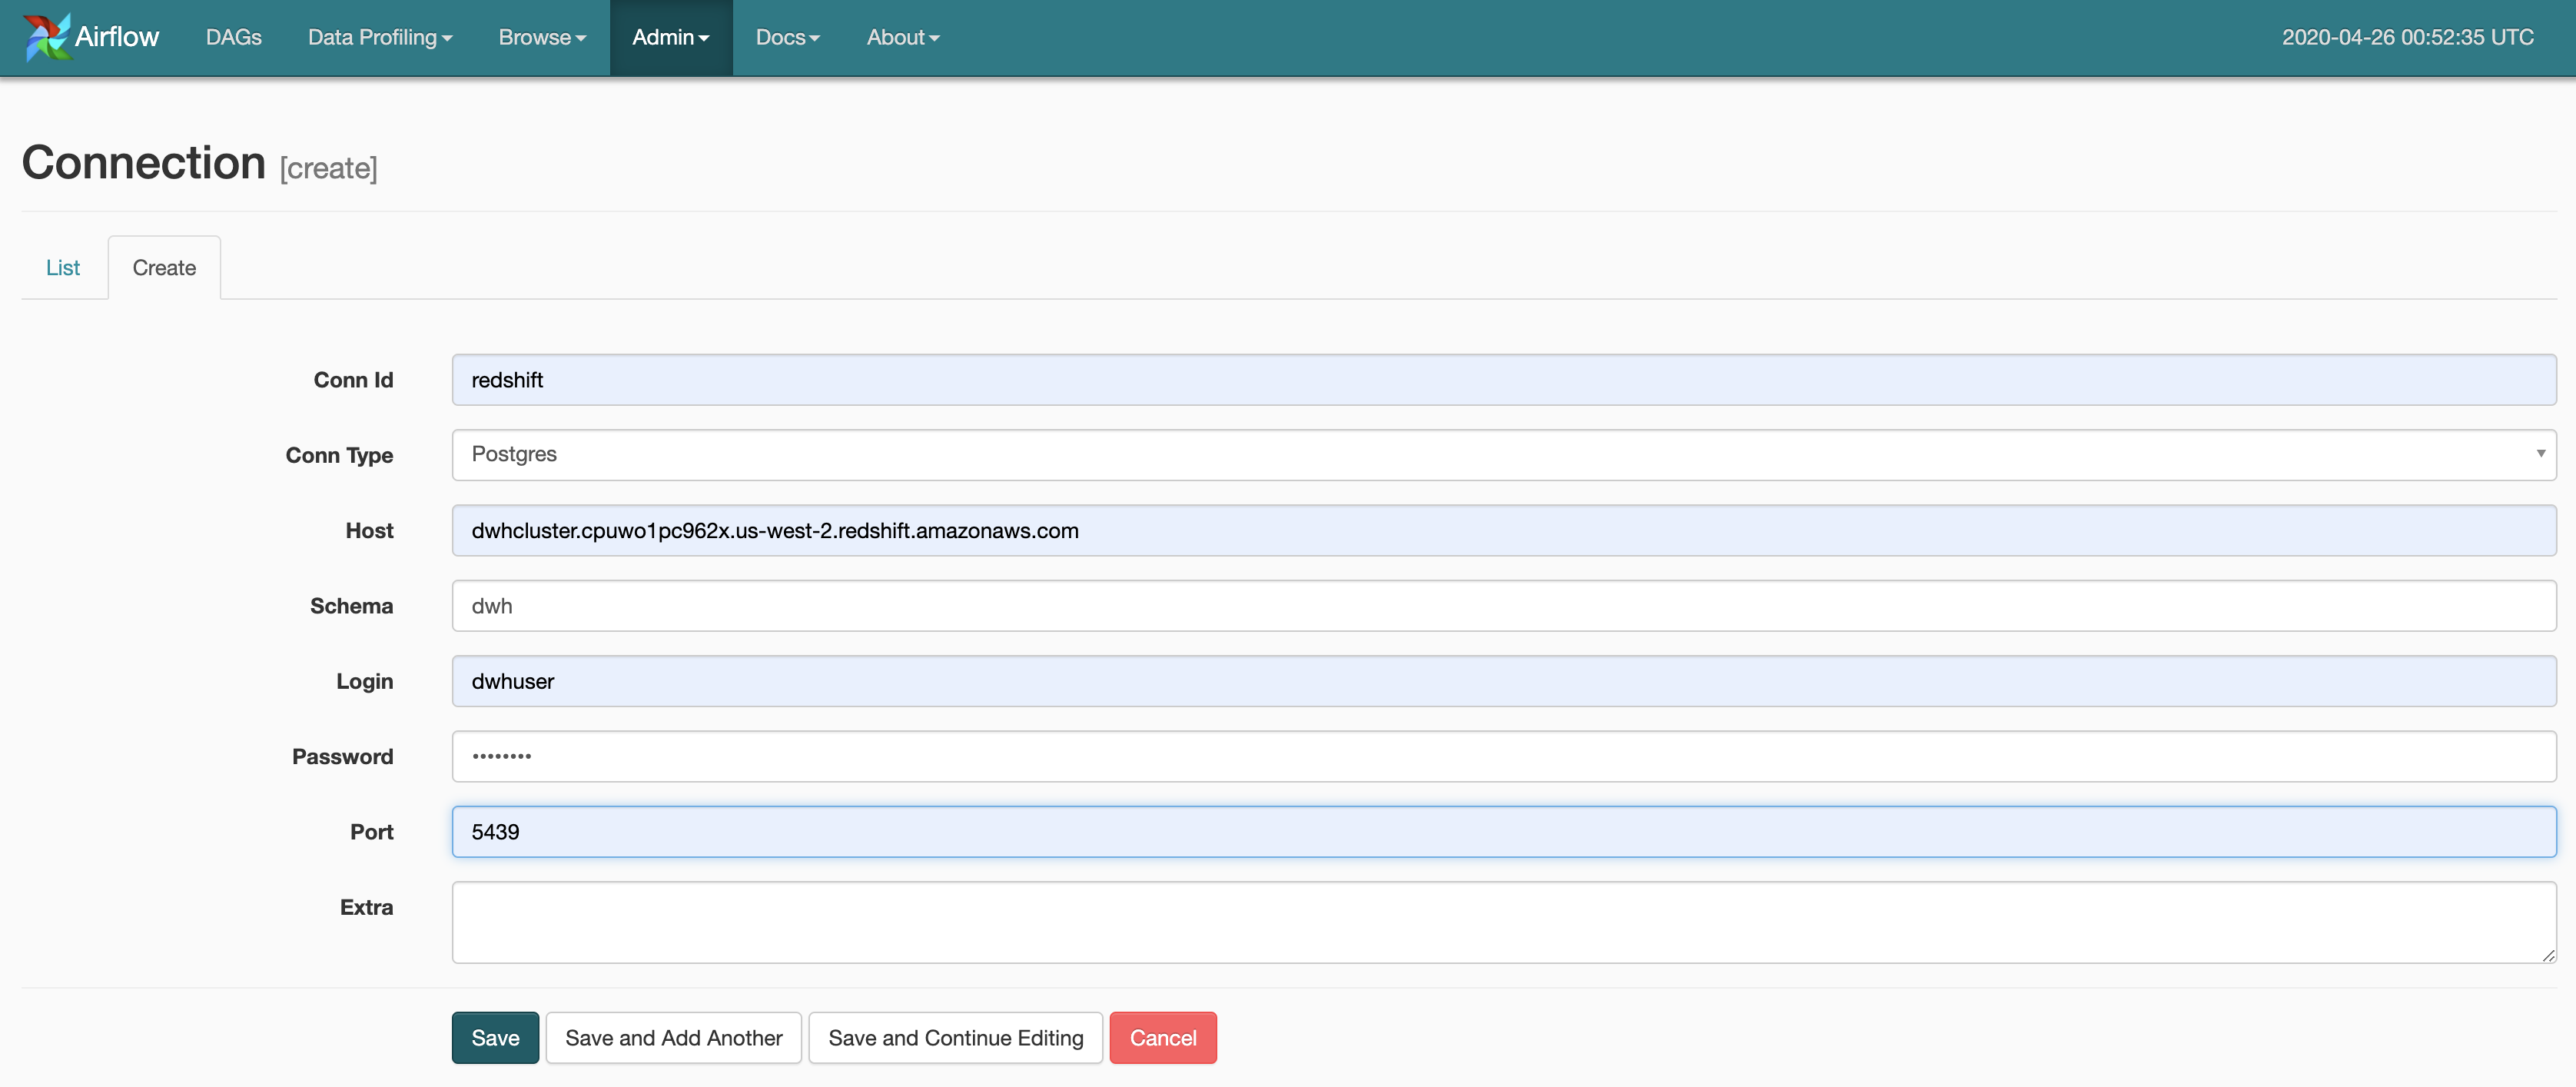 Airflow DAGs Data Profiling Browse Admin Docs About 2020-04-26 00:52:35 UTC
Connection [create]
List Create
Conn Id redshift
Conn Type Postgres
Host dwhcluster.cpuwo1pc962x.us-west-2.redshift.amazonaws.com
Schema dwh
Login dwhuser
Password ••••••••
Port 5439
Extra
Save Save and Add Another Save and Continue Editing Cancel